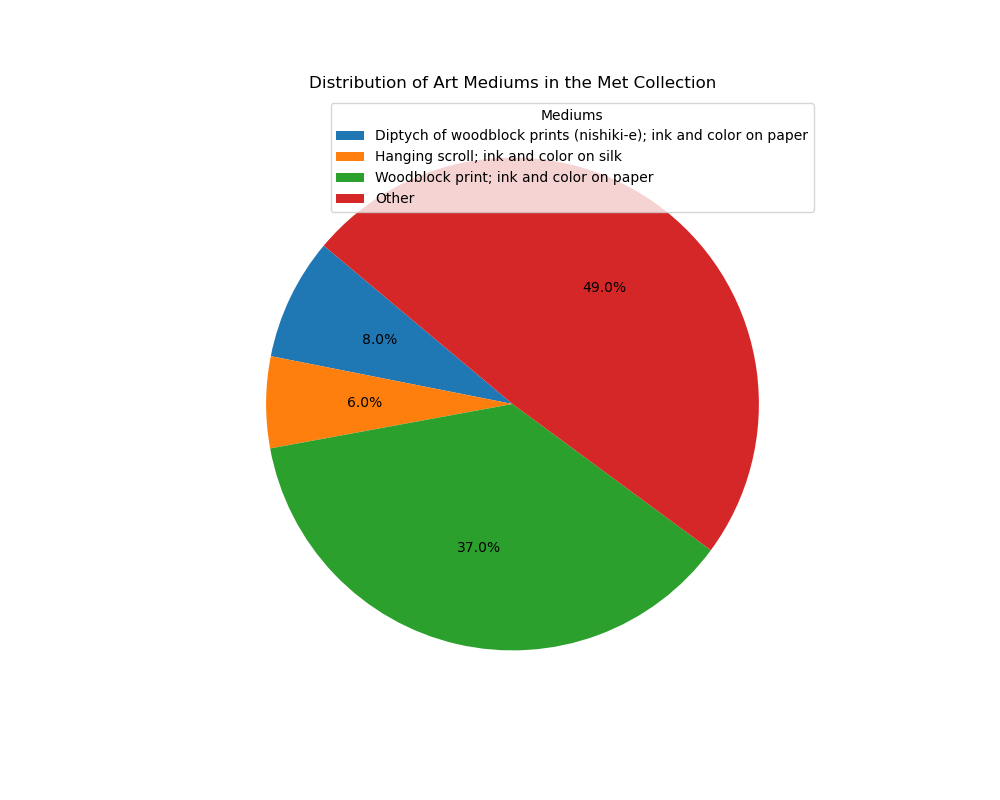 Distribution of Art Mediums in the Met Collection
Mediums
Diptych of woodblock prints (nishiki-e); ink and color on paper
Hanging scroll; ink and color on silk
Woodblock print; ink and color on paper
Other
49.0%
8.0%
6.0%
37.0%